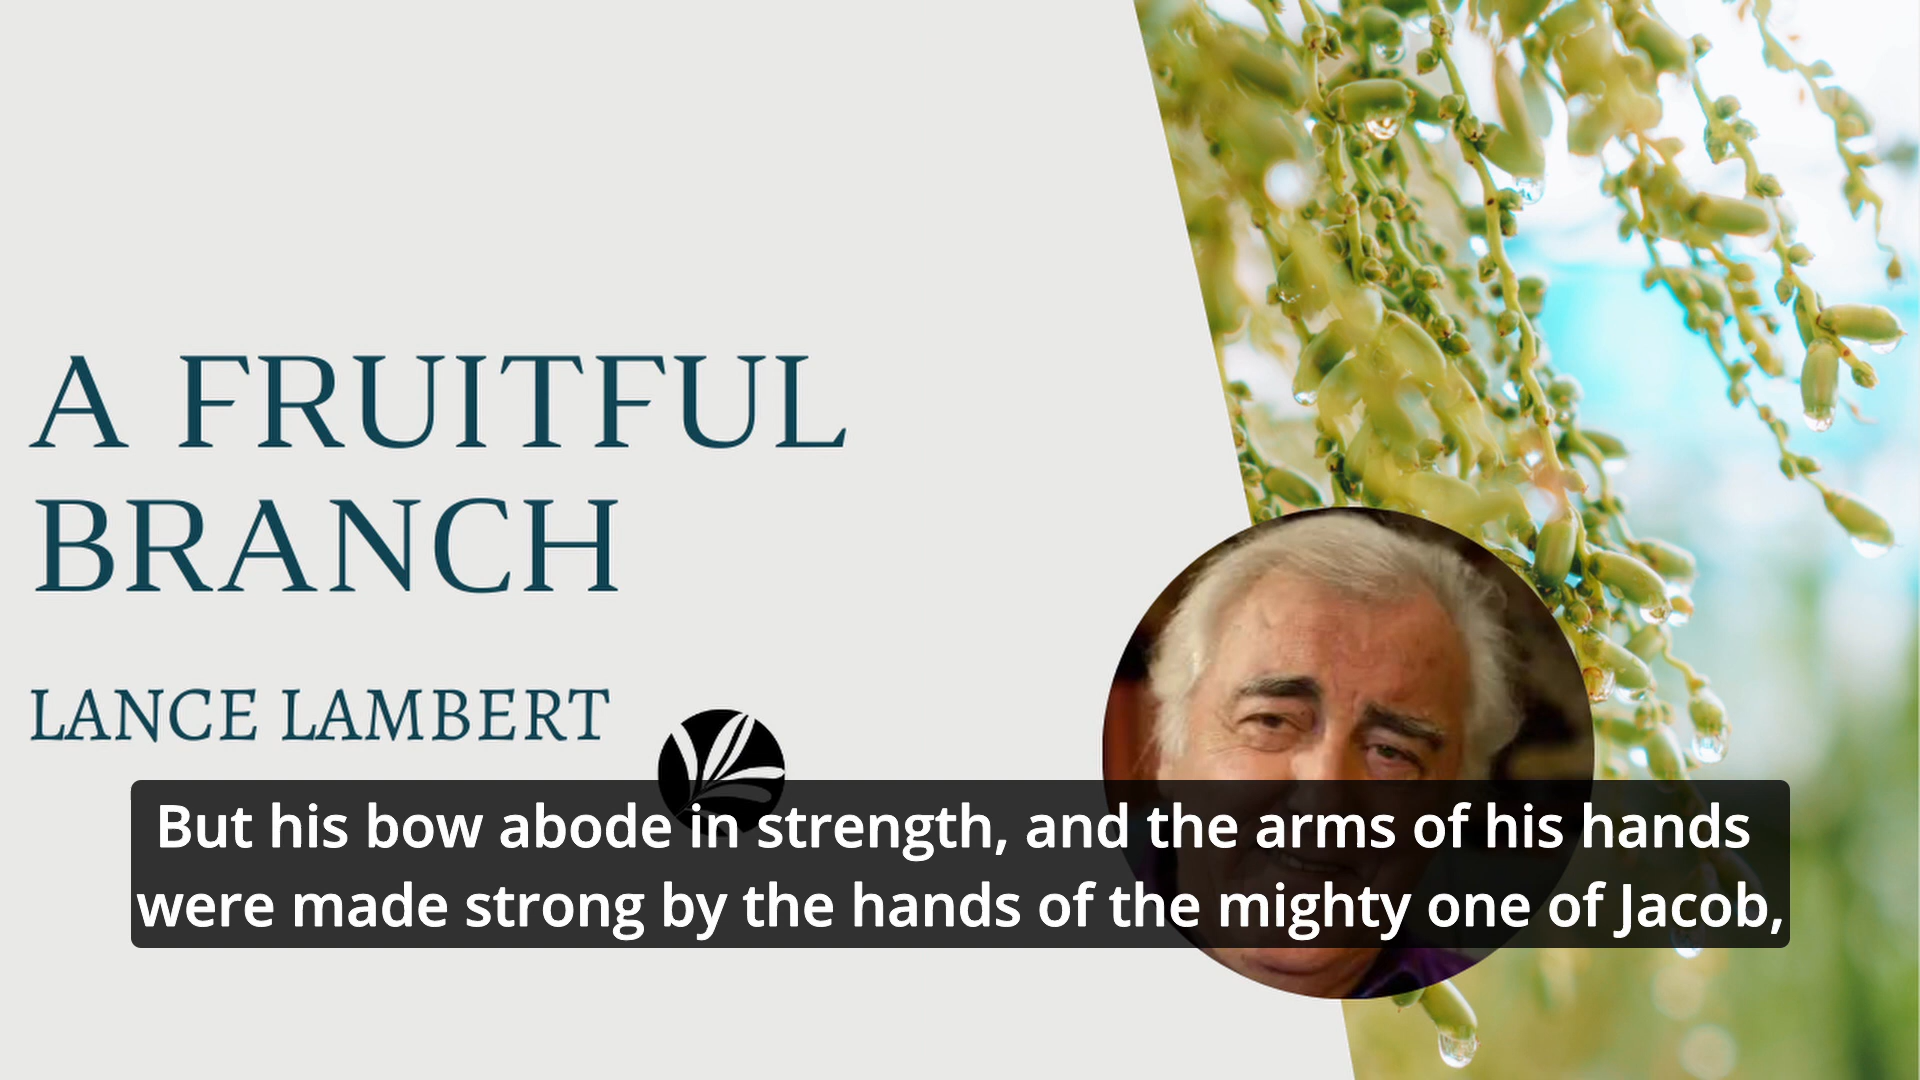 A FRUITFUL
BRANCH
LANCE LAMBERT
But his bow abode in strength, and the arms of his hands
were made strong by the hands of the mighty one of Jacob,